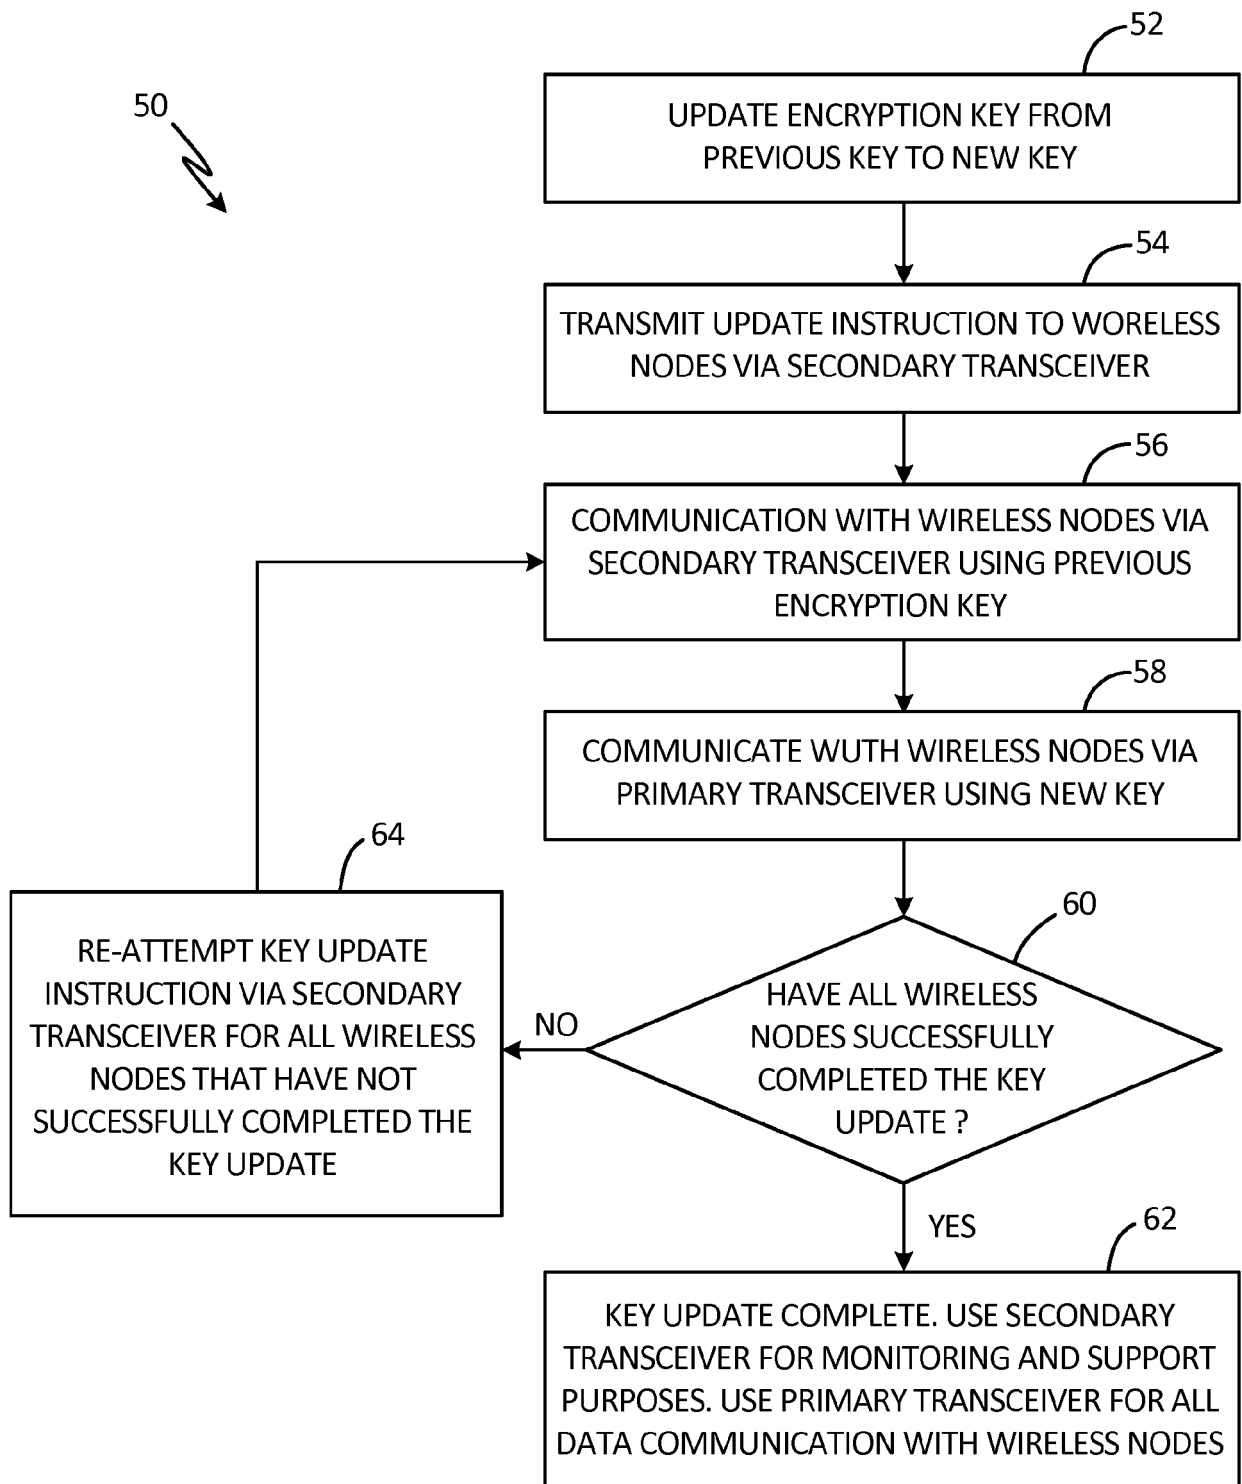 52
50
UPDATE ENCRYPTION KEY FROM
PREVIOUS KEY TO NEW KEY
54
TRANSMIT UPDATE INSTRUCTION TO WORELESS
NODES VIA SECONDARY TRANSCEIVER
56
COMMUNICATION WITH WIRELESS NODES VIA
SECONDARY TRANSCEIVER USING PREVIOUS
ENCRYPTION KEY
58
COMMUNICATE WUTH WIRELESS NODES VIA
PRIMARY TRANSCEIVER USING NEW KEY
60
HAVE ALL WIRELESS
NODES SUCCESSFULLY
COMPLETED THE KEY
UPDATE ?
NO
64
RE-ATTEMPT KEY UPDATE
INSTRUCTION VIA SECONDARY
TRANSCEIVER FOR ALL WIRELESS
NODES THAT HAVE NOT
SUCCESSFULLY COMPLETED THE
KEY UPDATE
YES
62
KEY UPDATE COMPLETE. USE SECONDARY
TRANSCEIVER FOR MONITORING AND SUPPORT
PURPOSES. USE PRIMARY TRANSCEIVER FOR ALL
DATA COMMUNICATION WITH WIRELESS NODES